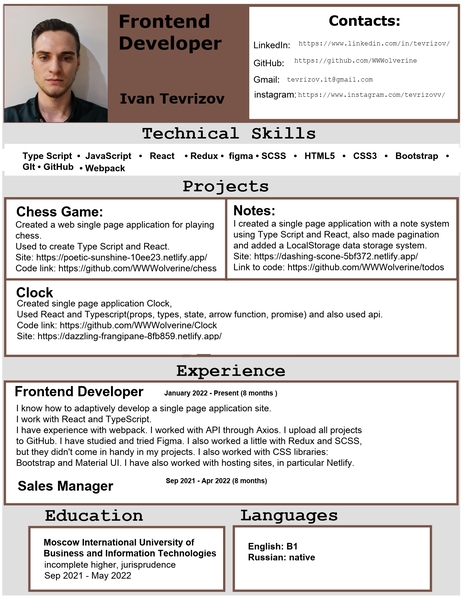 Frontend
Developer
Ivan Tevrizov
Contacts:
LinkedIn: https://www.linkedin.com/in/tevrizov/
GitHub: https://github.com/WWWolverine
Gmail: tevrizov.it@gmail.com
instagram: https://www.instagram.com/tevrizovv/
Technical Skills
Type Script • JavaScript • React • Redux • figma • SCSS • HTML5 • CSS3 • Bootstrap •
GIt • GitHub • Webpack
Projects
Chess Game:
Created a web single page application for playing
chess.
Used to create Type Script and React.
Site: https://poetic-sunshine-10ee23.netlify.app/
Code link: https://github.com/WWWolverine/chess
Notes:
I created a single page application with a note system
using Type Script and React, also made pagination
and added a LocalStorage data storage system.
Site: https://dashing-scone-5bf372.netlify.app/
Link to code: https://github.com/WWWolverine/todos
Clock
Created single page application Clock,
Used React and Typescript(props, types, state, arrow function, promise) and also used api.
Code link: https://github.com/WWWolverine/Clock
Site: https://dazzling-frangipane-8fb859.netlify.app/
Experience
Frontend Developer January 2022 - Present (8 months )
I know how to adaptively develop a single page application site.
I work with React and TypeScript.
I have experience with webpack. I worked with API through Axios. I upload all projects
to GitHub. I have studied and tried Figma. I also worked a little with Redux and SCSS,
but they didn't come in handy in my projects. I also worked with CSS libraries:
Bootstrap and Material UI. I have also worked with hosting sites, in particular Netlify.
Sales Manager Sep 2021 - Apr 2022 (8 months)
Education
Moscow International University of
Business and Information Technologies
incomplete higher, jurisprudence
Sep 2021 - May 2022
Languages
English: B1
Russian: native